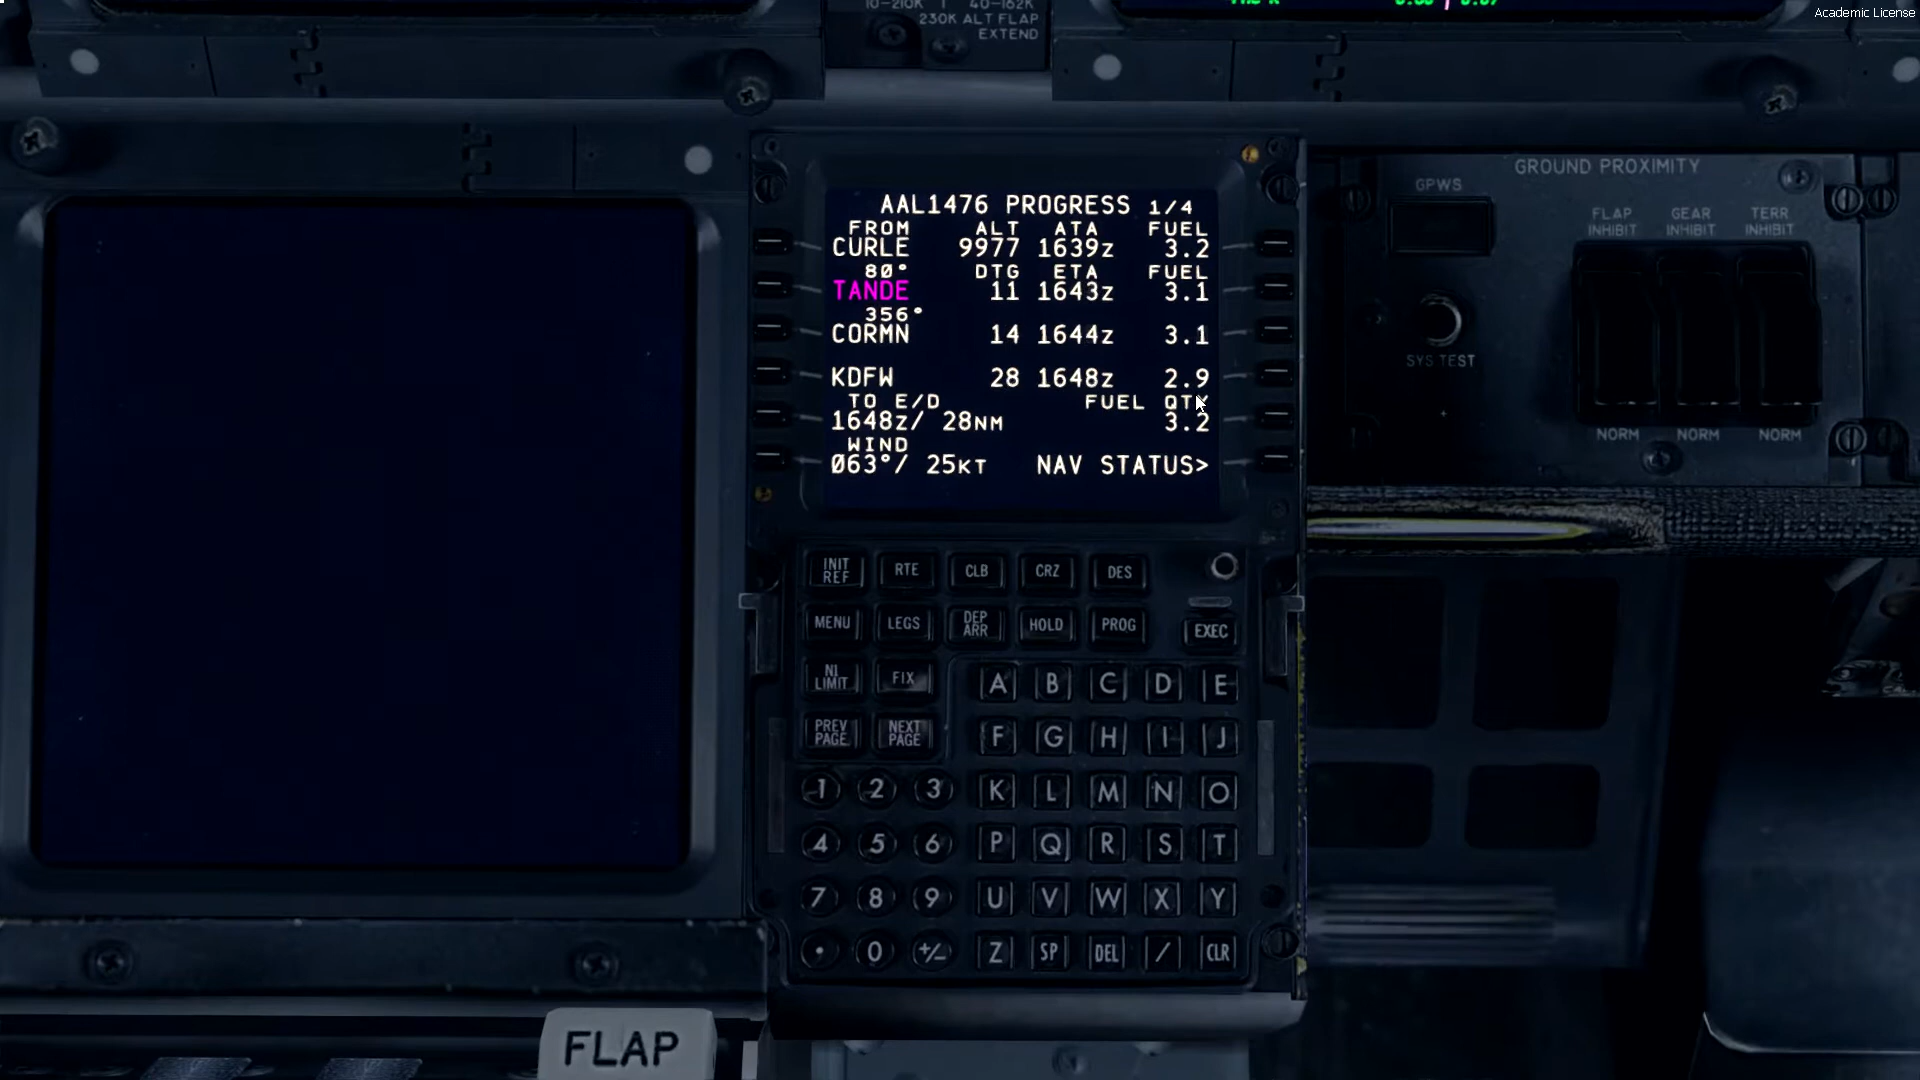 Academic License
10-210K 40-162K
230K ALT FLAP
EXTEND
AAL1476 PROGRESS 1/4
FROM ALT ATA FUEL
CURLE 9977 1639z 3.2
80° DTG ETA FUEL
TANDE 11 1643z 3.1
356°
CORMN 14 1644z 3.1
KDFW 28 1648z 2.9
TO E/D FUEL QTY
1648z/ 28NM 3.2
WIND
063°/ 25KT NAV STATUS>
GROUND PROXIMITY
GPWS
FLAP INHIBIT
GEAR INHIBIT
TERR INHIBIT
SYS TEST
NORM NORM NORM
INIT REF RTE CLB CRZ DES
MENU LEGS DEP ARR HOLD PROG EXEC
N1 LIMIT FIX
A B C D E
PREV PAGE NEXT PAGE
F G H I J
1 2 3 K L M N O
4 5 6 P Q R S T
7 8 9 U V W X Y
. 0 +/- Z SP DEL / CLR
FLAP